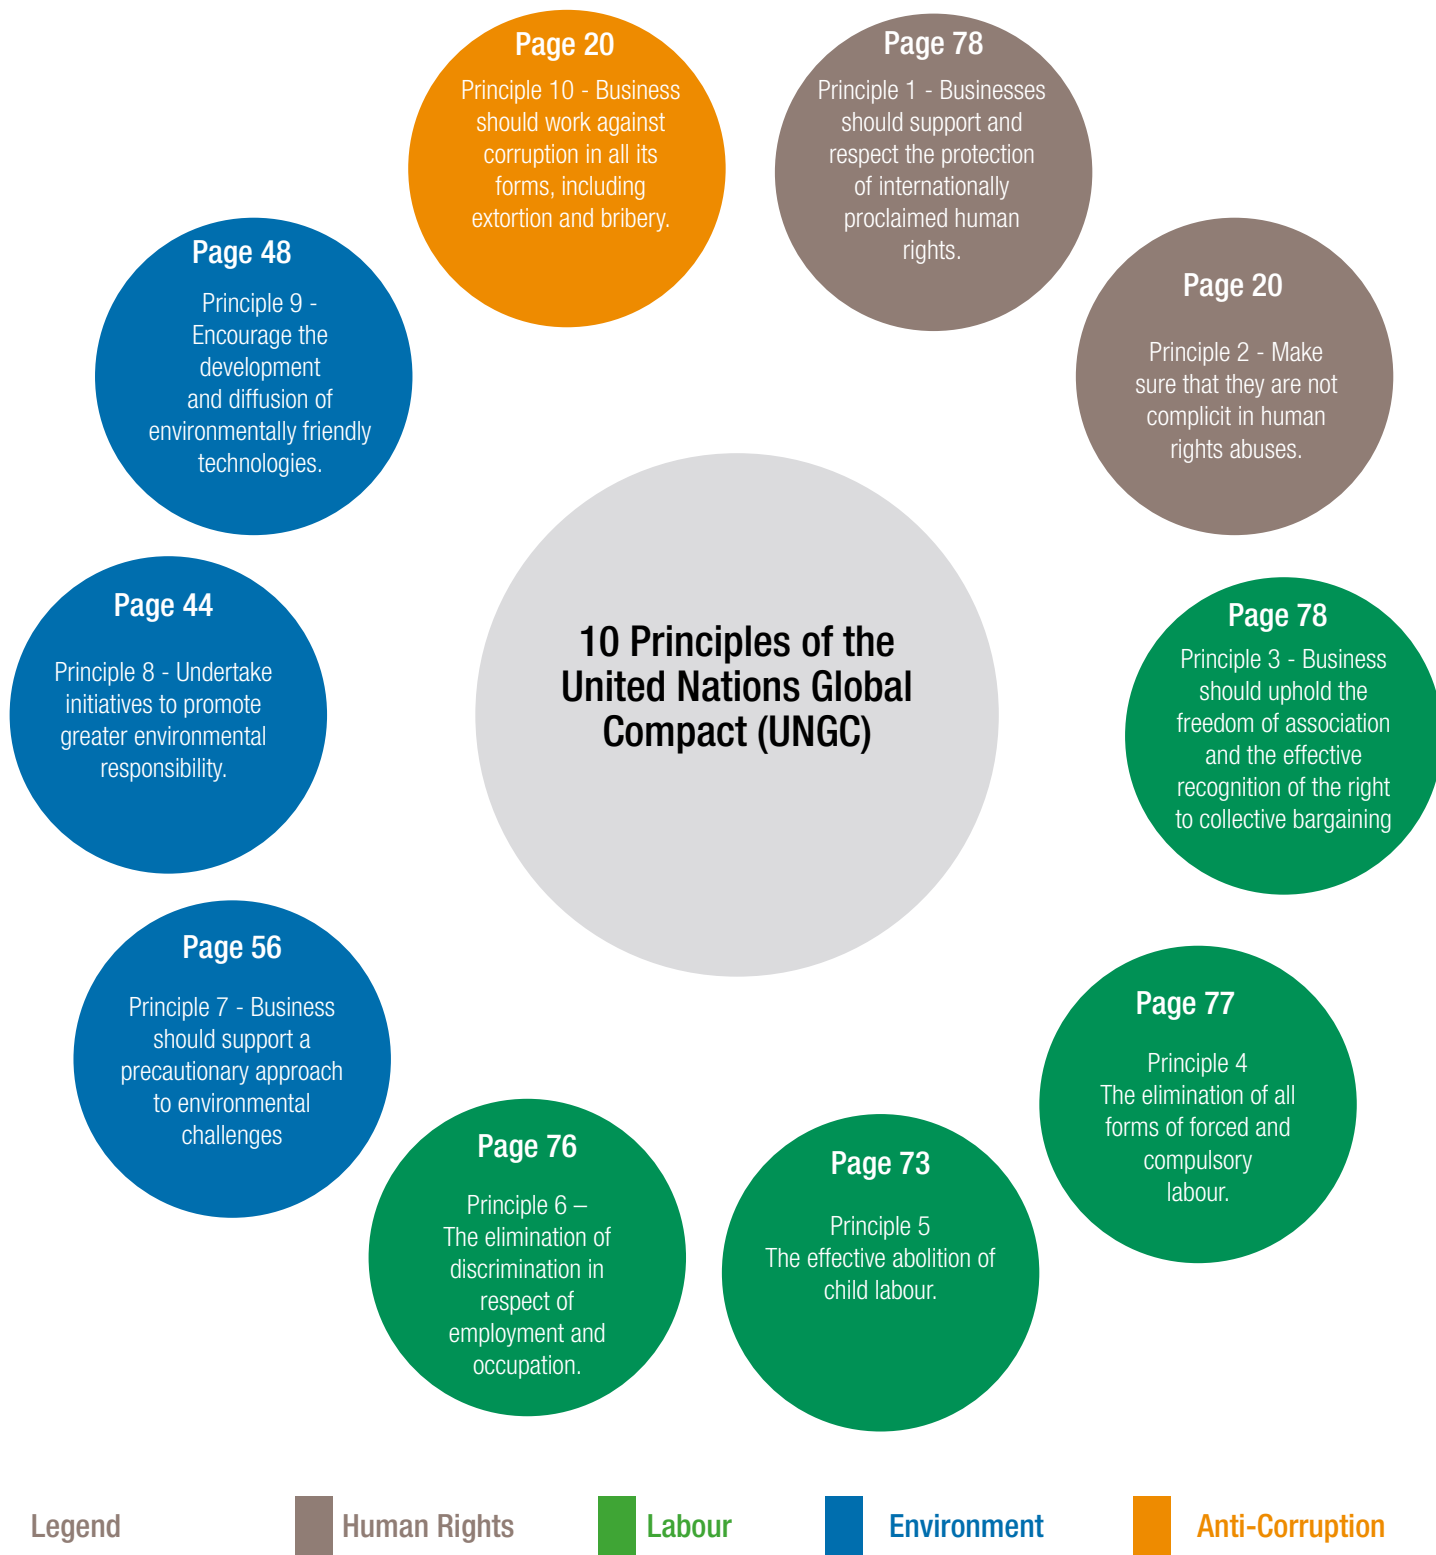 Page 20
Principle 10 - Business
should work against
corruption in all its
forms, including
extortion and bribery.
Page 78
Principle 1 - Businesses
should support and
respect the protection
of internationally
proclaimed human
rights.
Page 20
Principle 2 - Make
sure that they are not
complicit in human
rights abuses.
Page 78
Principle 3 - Business
should uphold the
freedom of association
and the effective
recognition of the right
to collective bargaining
Page 77
Principle 4
The elimination of all
forms of forced and
compulsory
labour.
Page 73
Principle 5
The effective abolition of
child labour.
Page 76
Principle 6 –
The elimination of
discrimination in
respect of
employment and
occupation.
Page 56
Principle 7 - Business
should support a
precautionary approach
to environmental
challenges
Page 44
Principle 8 - Undertake
initiatives to promote
greater environmental
responsibility.
Page 48
Principle 9 -
Encourage the
development
and diffusion of
environmentally friendly
technologies.
10 Principles of the
United Nations Global
Compact (UNGC)
Legend
Human Rights
Labour
Environment
Anti-Corruption